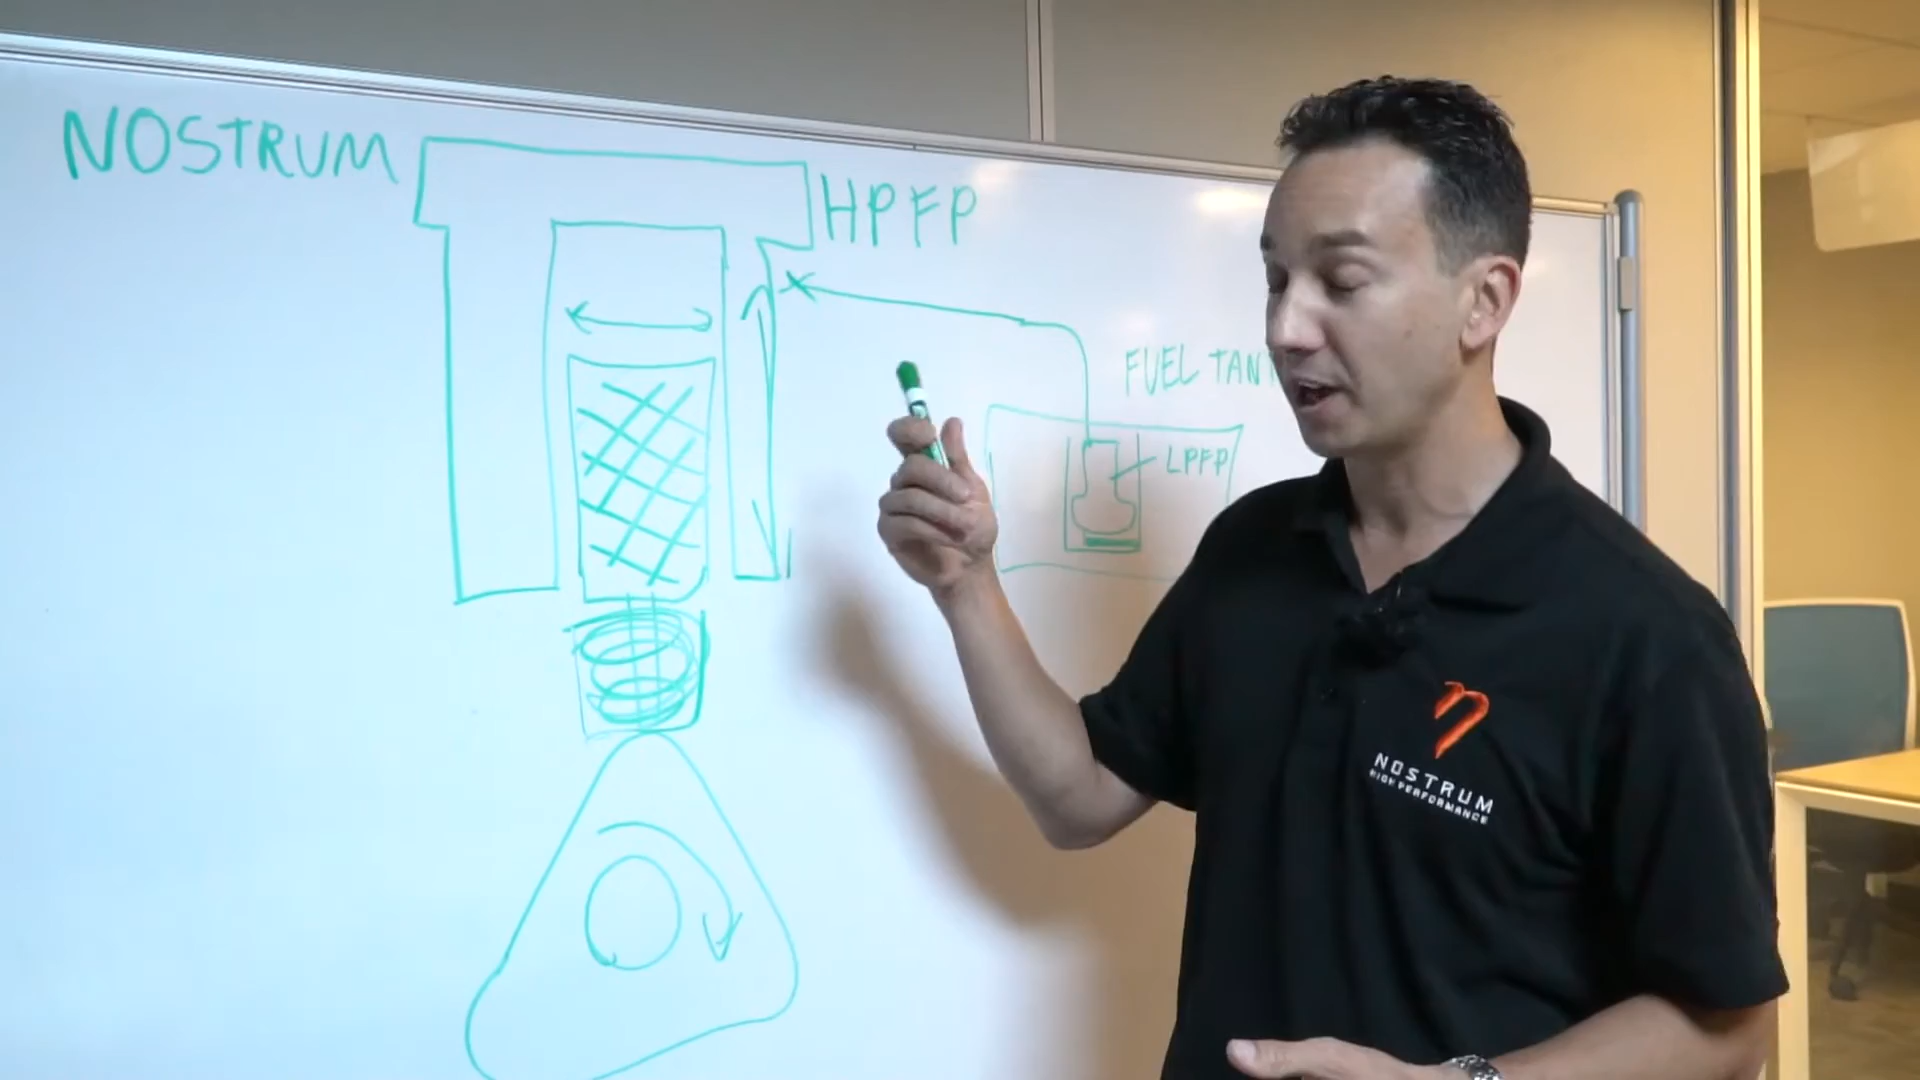 NOSTRUM
HPFP
FUEL TANK
LPFP
NOSTRUM
HIGH PERFORMANCE